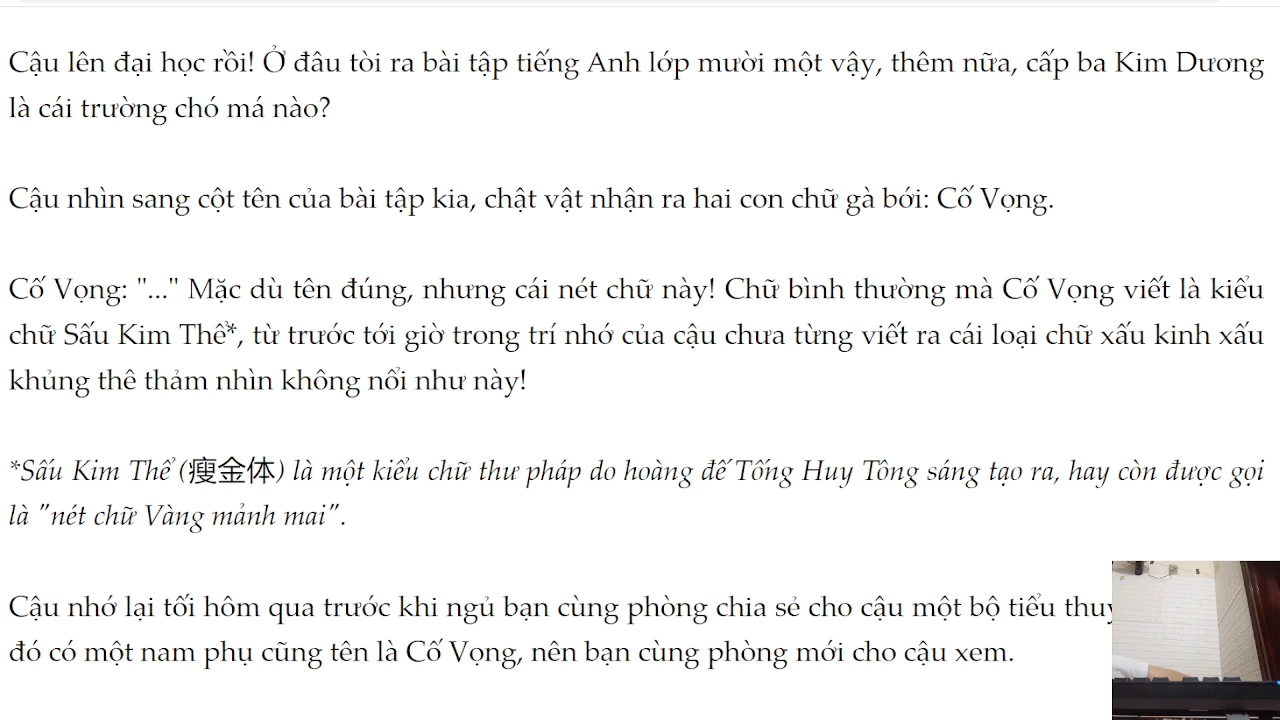 Cậu lên đại học rồi! Ở đâu tòi ra bài tập tiếng Anh lớp mười một vậy, thêm nữa, cấp ba Kim Dương
là cái trường chó má nào?
Cậu nhìn sang cột tên của bài tập kia, chật vật nhận ra hai con chữ gà bới: Cố Vọng.
Cố Vọng: "..." Mặc dù tên đúng, nhưng cái nét chữ này! Chữ bình thường mà Cố Vọng viết là kiểu
chữ Sấu Kim Thể*, từ trước tới giờ trong trí nhớ của cậu chưa từng viết ra cái loại chữ xấu kinh xấu
khủng thê thảm nhìn không nổi như này!
*Sấu Kim Thể (瘦金体) là một kiểu chữ thư pháp do hoàng đế Tống Huy Tông sáng tạo ra, hay còn được gọi
là "nét chữ Vàng mảnh mai".
Cậu nhớ lại tối hôm qua trước khi ngủ bạn cùng phòng chia sẻ cho cậu một bộ tiểu
đó có một nam phụ cũng tên là Cố Vọng, nên bạn cùng phòng mới cho cậu xem.